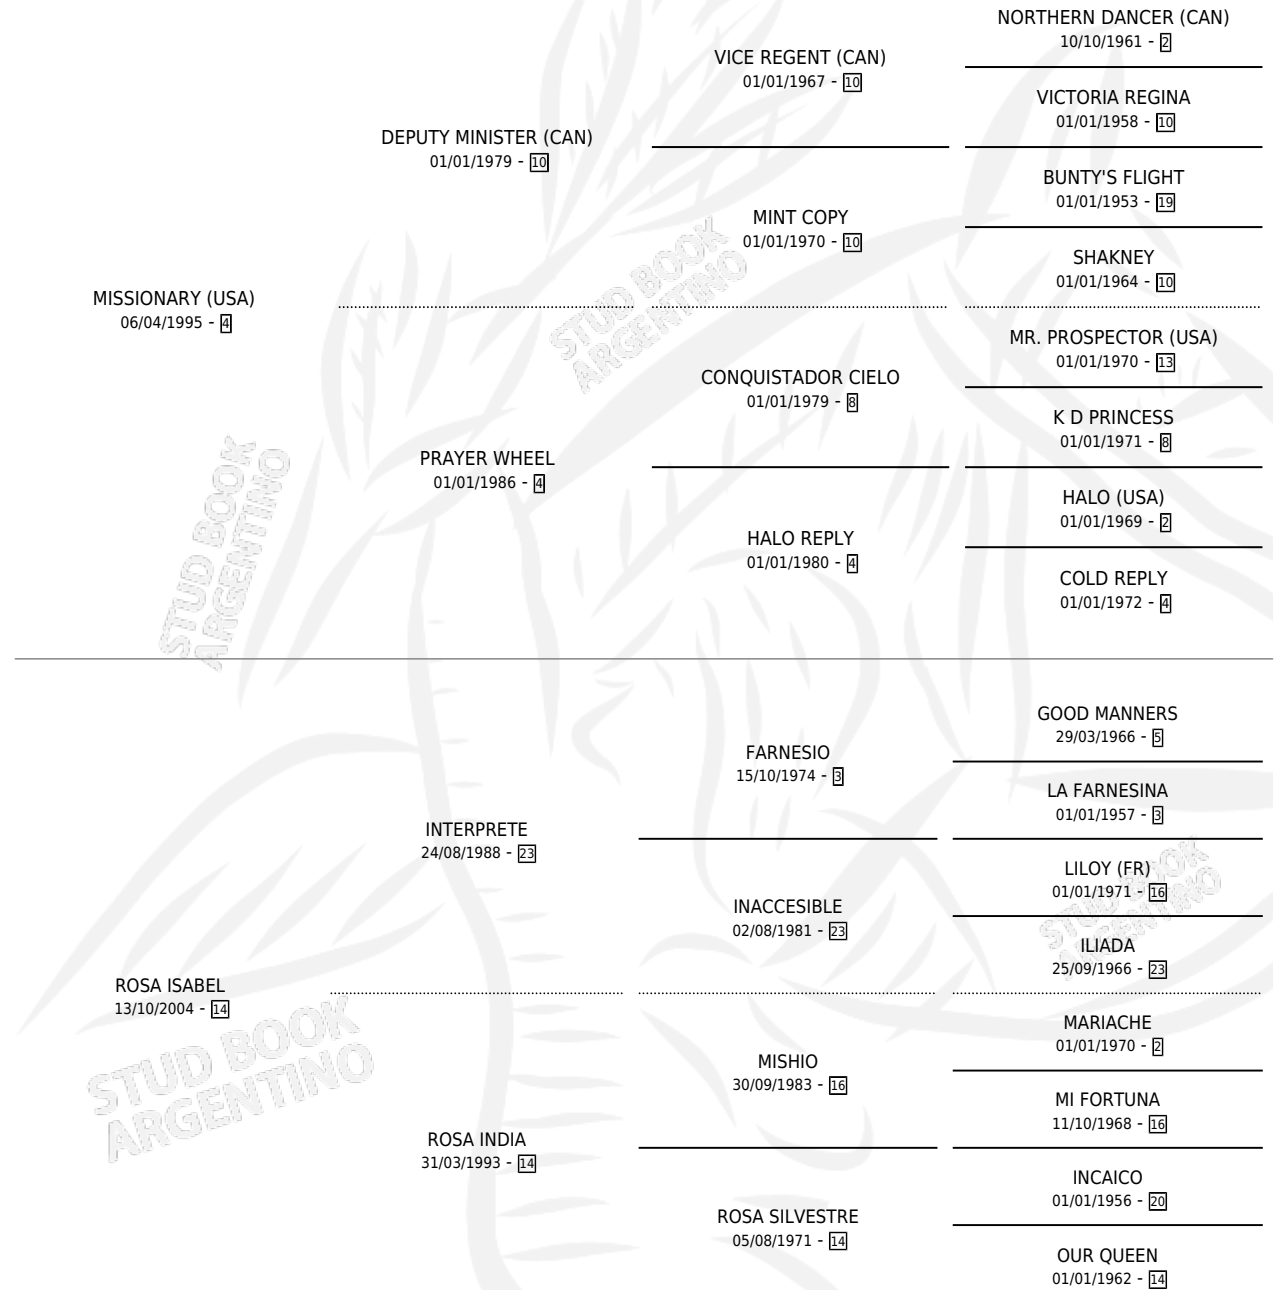 NORTHERN DANCER (CAN)
10/10/1961 - 2
VICE REGENT (CAN)
01/01/1967 - 10
VICTORIA REGINA
01/01/1958 - 10
DEPUTY MINISTER (CAN)
01/01/1979 - 10
BUNTY'S FLIGHT
01/01/1953 - 19
MINT COPY
01/01/1970 - 10
SHAKNEY
01/01/1964 - 10
MISSIONARY (USA)
06/04/1995 - 4
STUD BOOK
ARGENTINO
MR. PROSPECTOR (USA)
01/01/1970 - 13
CONQUISTADOR CIELO
01/01/1979 - 8
K D PRINCESS
01/01/1971 - 8
PRAYER WHEEL
01/01/1986 - 4
HALO (USA)
01/01/1969 - 2
HALO REPLY
01/01/1980 - 4
COLD REPLY
01/01/1972 - 4
STUD BOOK
ARGENTINO
GOOD MANNERS
29/03/1966 - 5
FARNESIO
15/10/1974 - 3
LA FARNESINA
01/01/1957 - 3
INTERPRETE
24/08/1988 - 23
LILOY (FR)
01/01/1971 - 16
INACCESIBLE
02/08/1981 - 23
STUD BOOK
ARGENTINO
ILIADA
25/09/1966 - 23
ROSA ISABEL
13/10/2004 - 14
MARIACHE
01/01/1970 - 2
MISHIO
30/09/1983 - 16
MI FORTUNA
11/10/1968 - 16
STUD BOOK
ARGENTINO
ROSA INDIA
31/03/1993 - 14
INCAICO
01/01/1956 - 20
ROSA SILVESTRE
05/08/1971 - 14
OUR QUEEN
01/01/1962 - 14